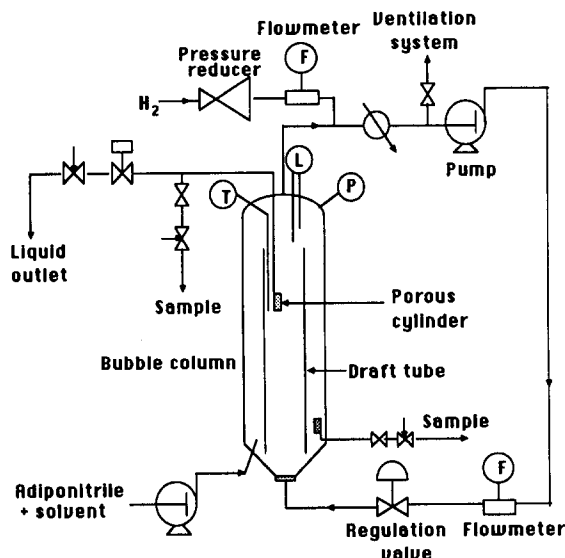 Flowmeter
Ventilation
system
Pressure
reducer
F
H2
Pump
L
P
T
Liquid
outlet
Sample
Porous
cylinder
Bubble column
Draft tube
Sample
F
Adiponitrile
+ solvent
Regulation
valve
Flowmeter